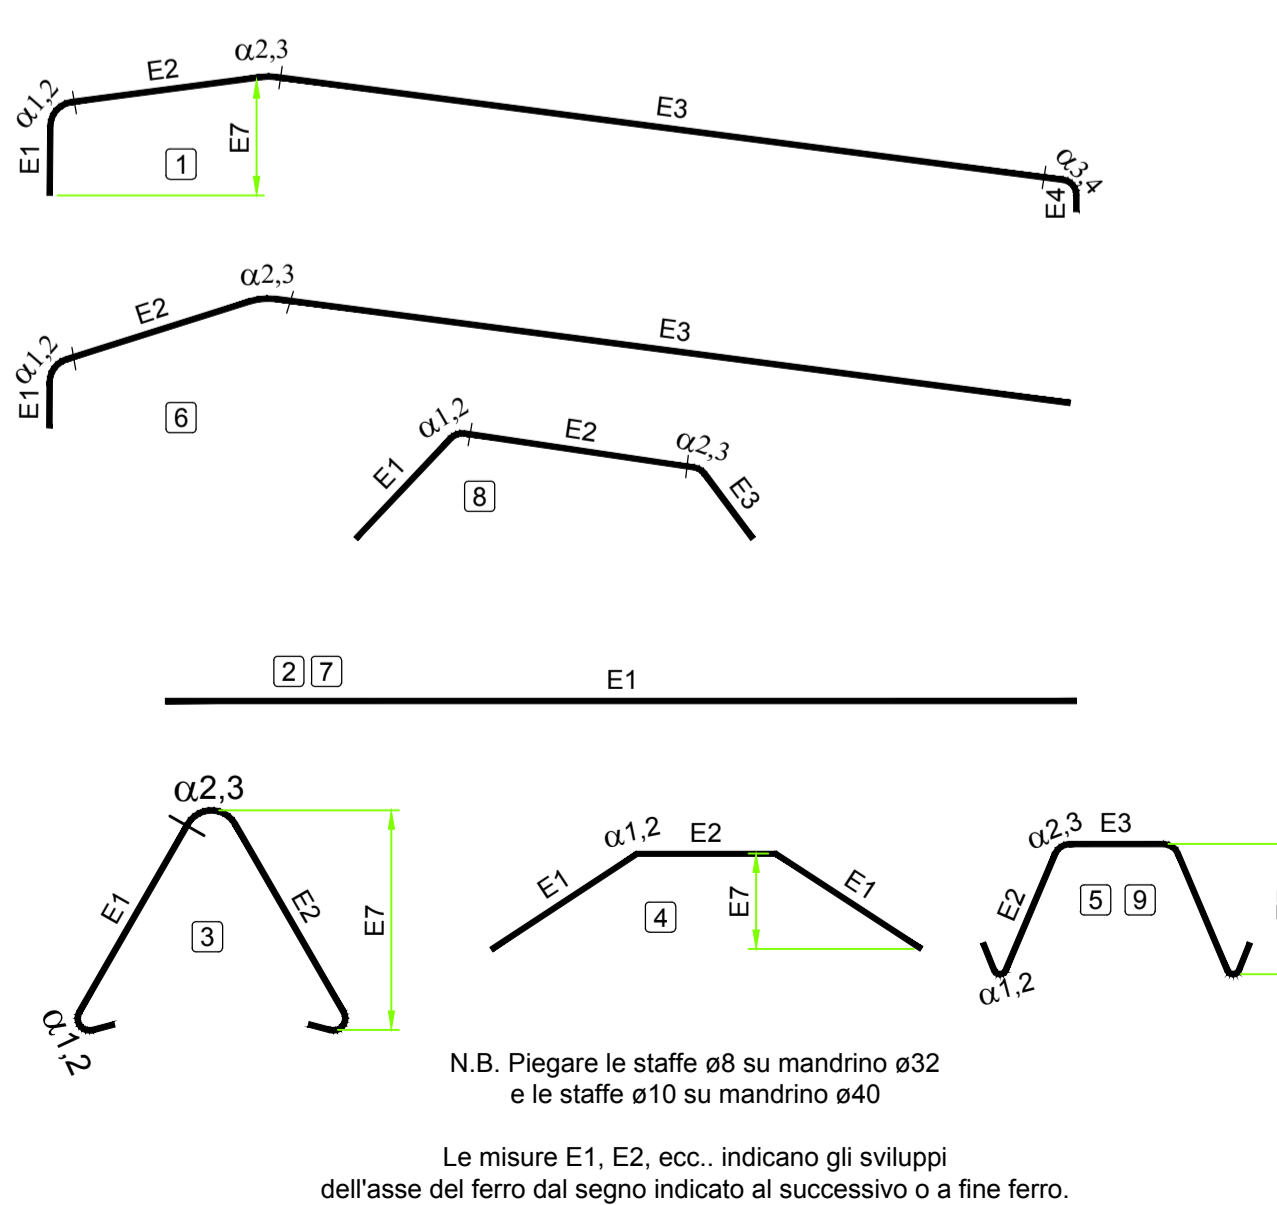 α2,3
E2
α1,2
E3
E7
E1
1
α3,4
E4
α2,3
E2
E3
α1,2
E1
6
α1,2
E2
α2,3
E1
8
E3
2 7
E1
α2,3
E1
E2
E7
3
α1,2
α1,2
E2
E1
E1
E7
4
α2,3
E3
E2
5 9
α1,2
N.B. Piegare le staffe ø8 su mandrino ø32
e le staffe ø10 su mandrino ø40
Le misure E1, E2, ecc.. indicano gli sviluppi
dell'asse del ferro dal segno indicato al successivo o a fine ferro.